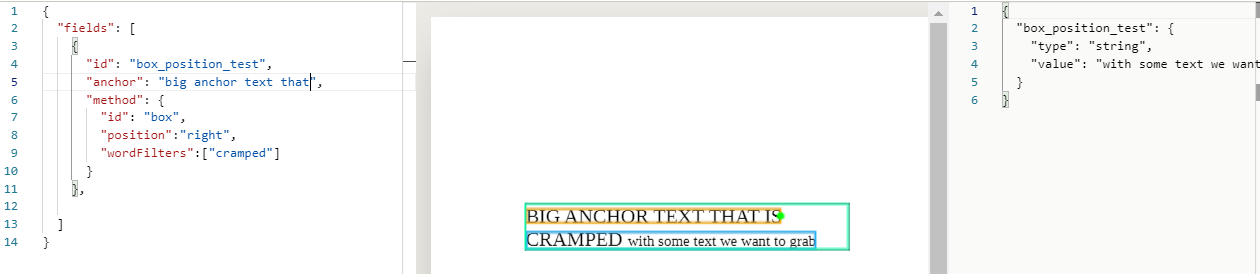 1 {
2 "fields": [
3 {
4 "id": "box_position_test",
5 "anchor": "big anchor text that",
6 "method": {
7 "id": "box",
8 "position":"right",
9 "wordFilters":["cramped"]
10 }
11 },
12
13 ]
14 }
BIG ANCHOR TEXT THAT IS
CRAMPED with some text we want to grab
1 {
2 "box_position_test": {
3 "type": "string",
4 "value": "with some text we want
5 }
6 }